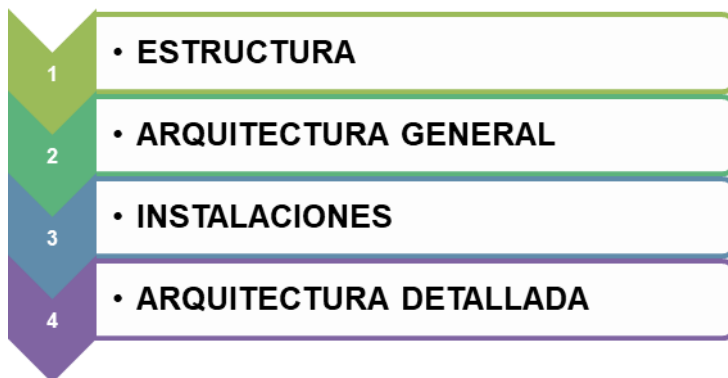 1
• ESTRUCTURA
2
• ARQUITECTURA GENERAL
3
• INSTALACIONES
4
• ARQUITECTURA DETALLADA